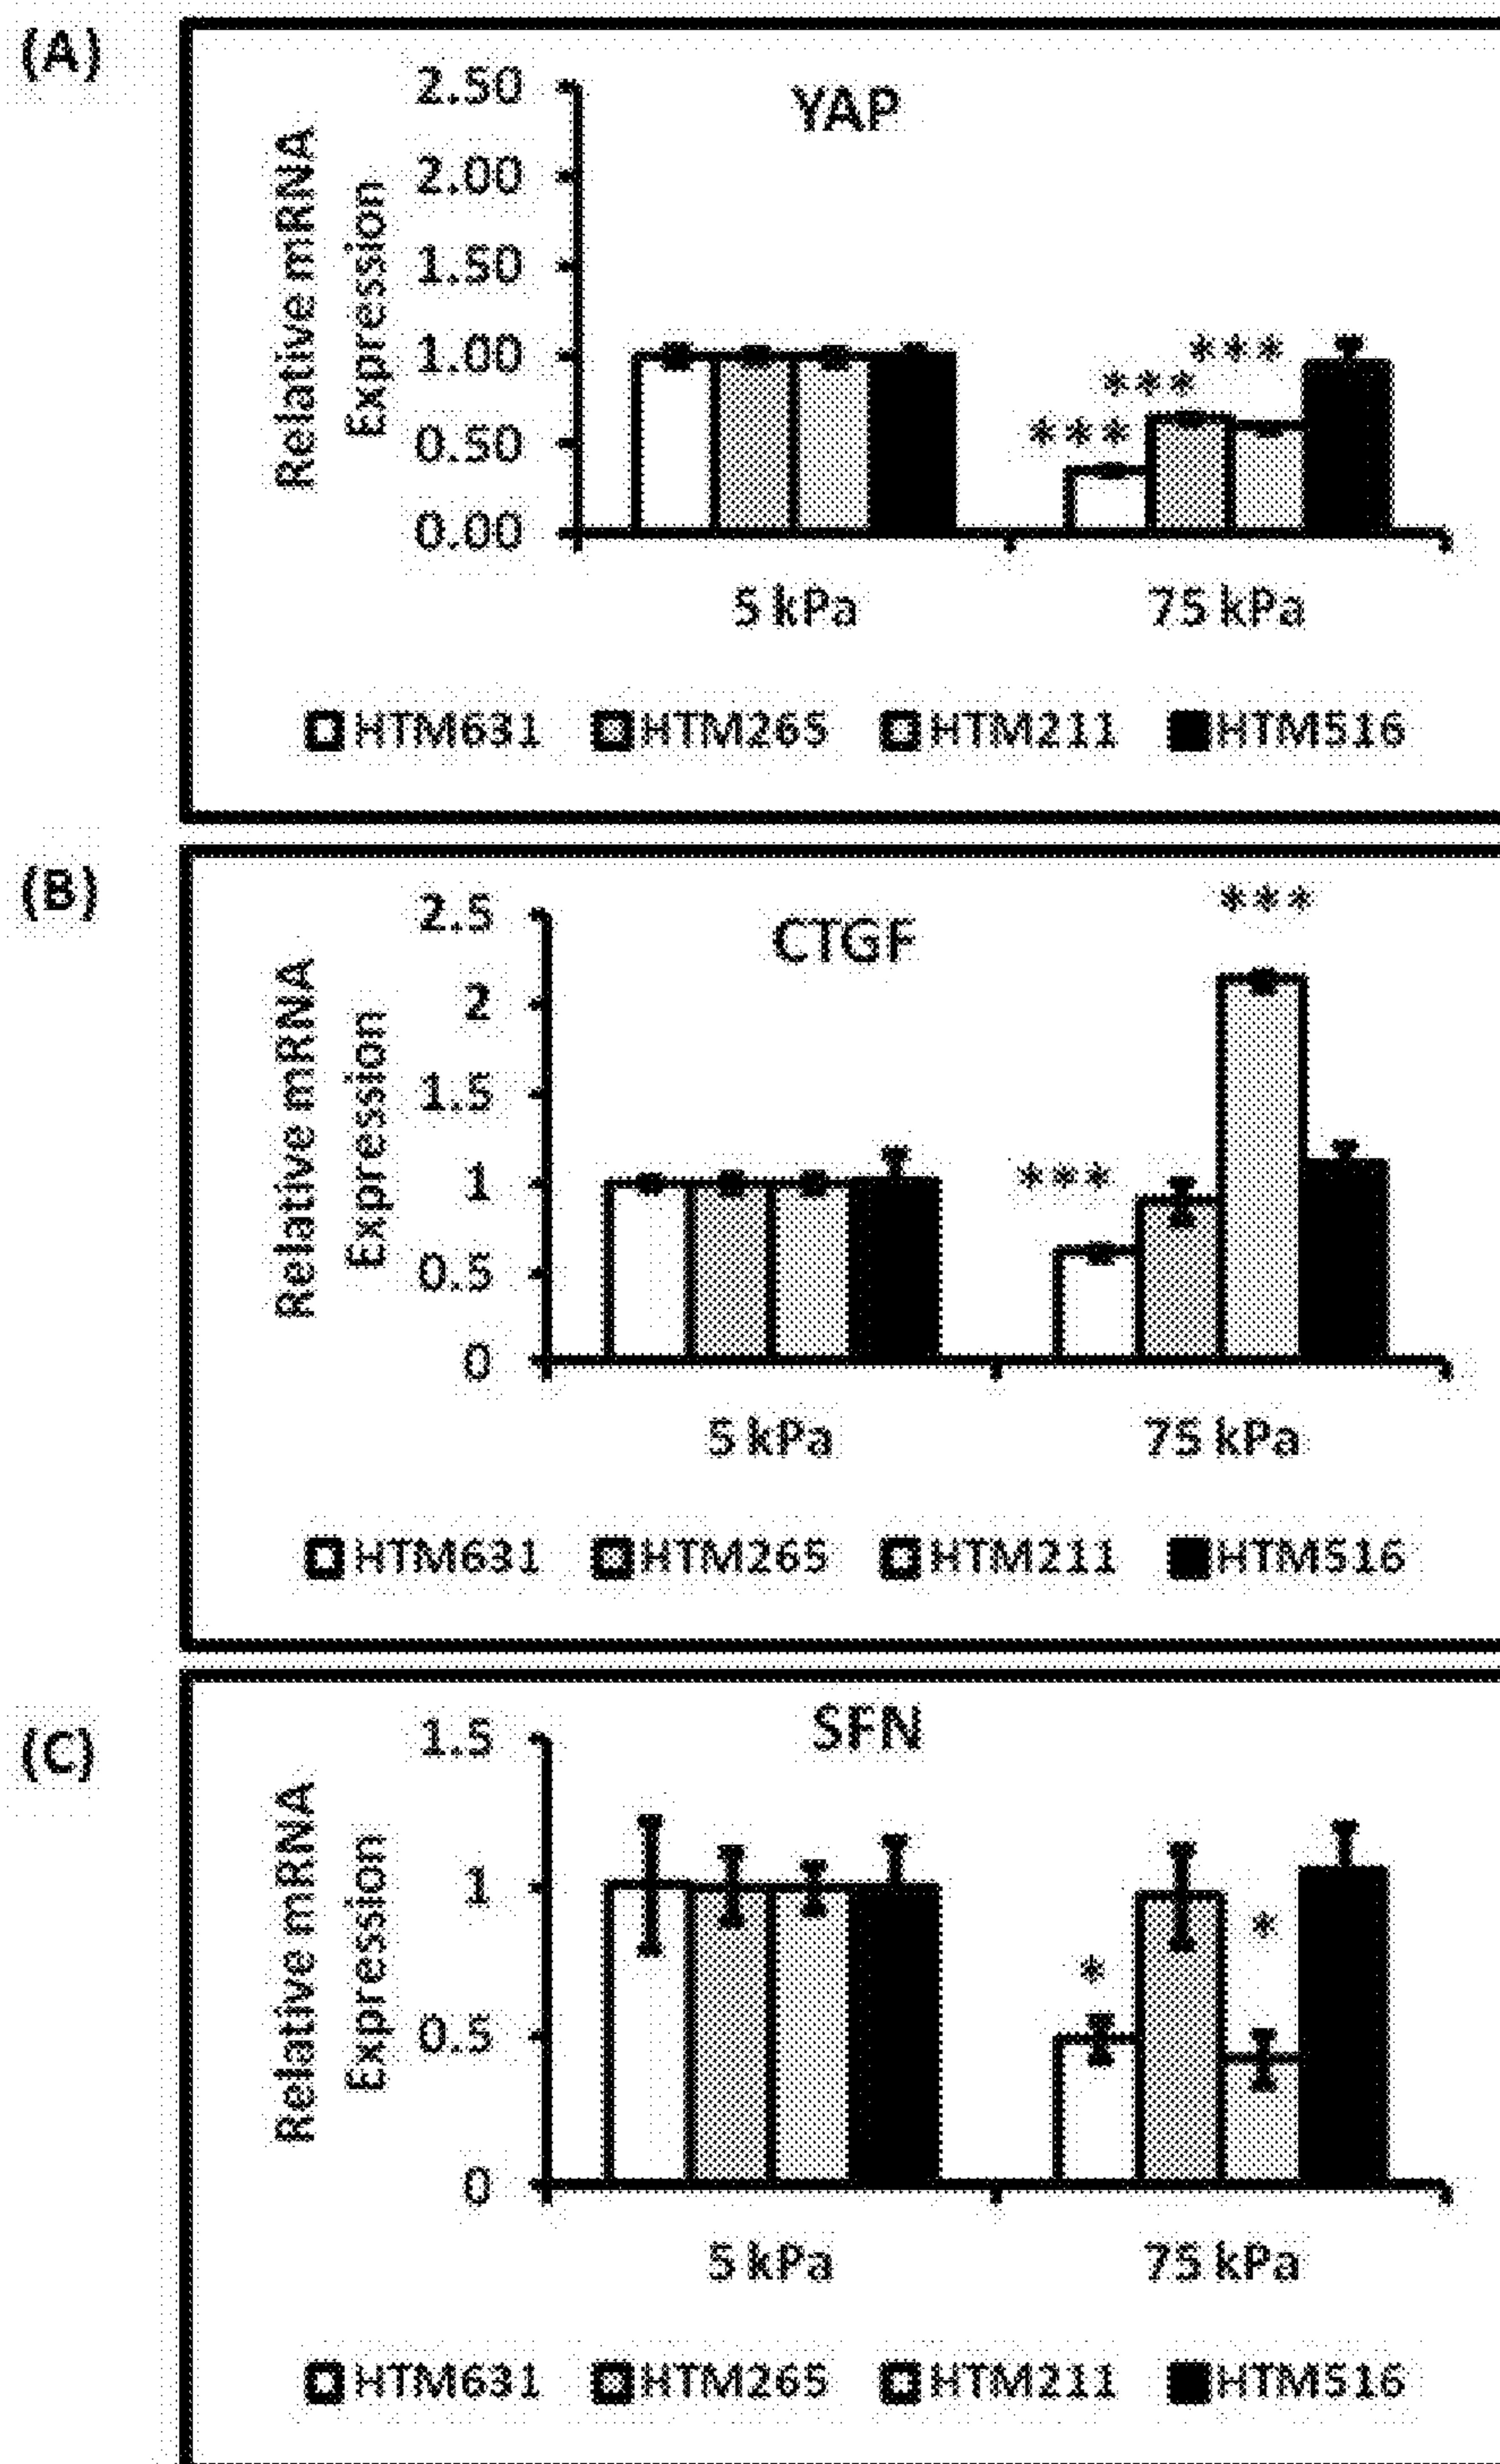 (A)
YAP
Relative mRNA
Expression
2.50
2.00
1.50
1.00
0.50
0.00
***
***
***
5 kPa 75 kPa
HTM631 HTM265 HTM211 HTM516
(B)
CTGF
Relative mRNA
Expression
2.5
2
1.5
1
0.5
0
***
***
5 kPa 75 kPa
HTM631 HTM265 HTM211 HTM516
(C)
SFN
Relative mRNA
Expression
1.5
1
0.5
0
*
*
5 kPa 75 kPa
HTM631 HTM265 HTM211 HTM516